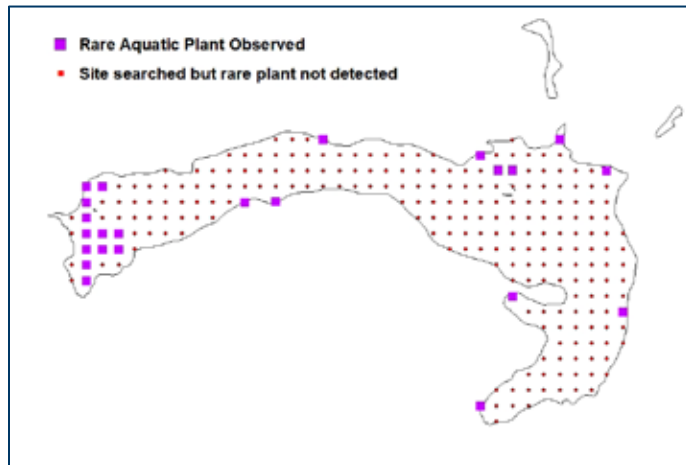 Rare Aquatic Plant Observed
Site searched but rare plant not detected